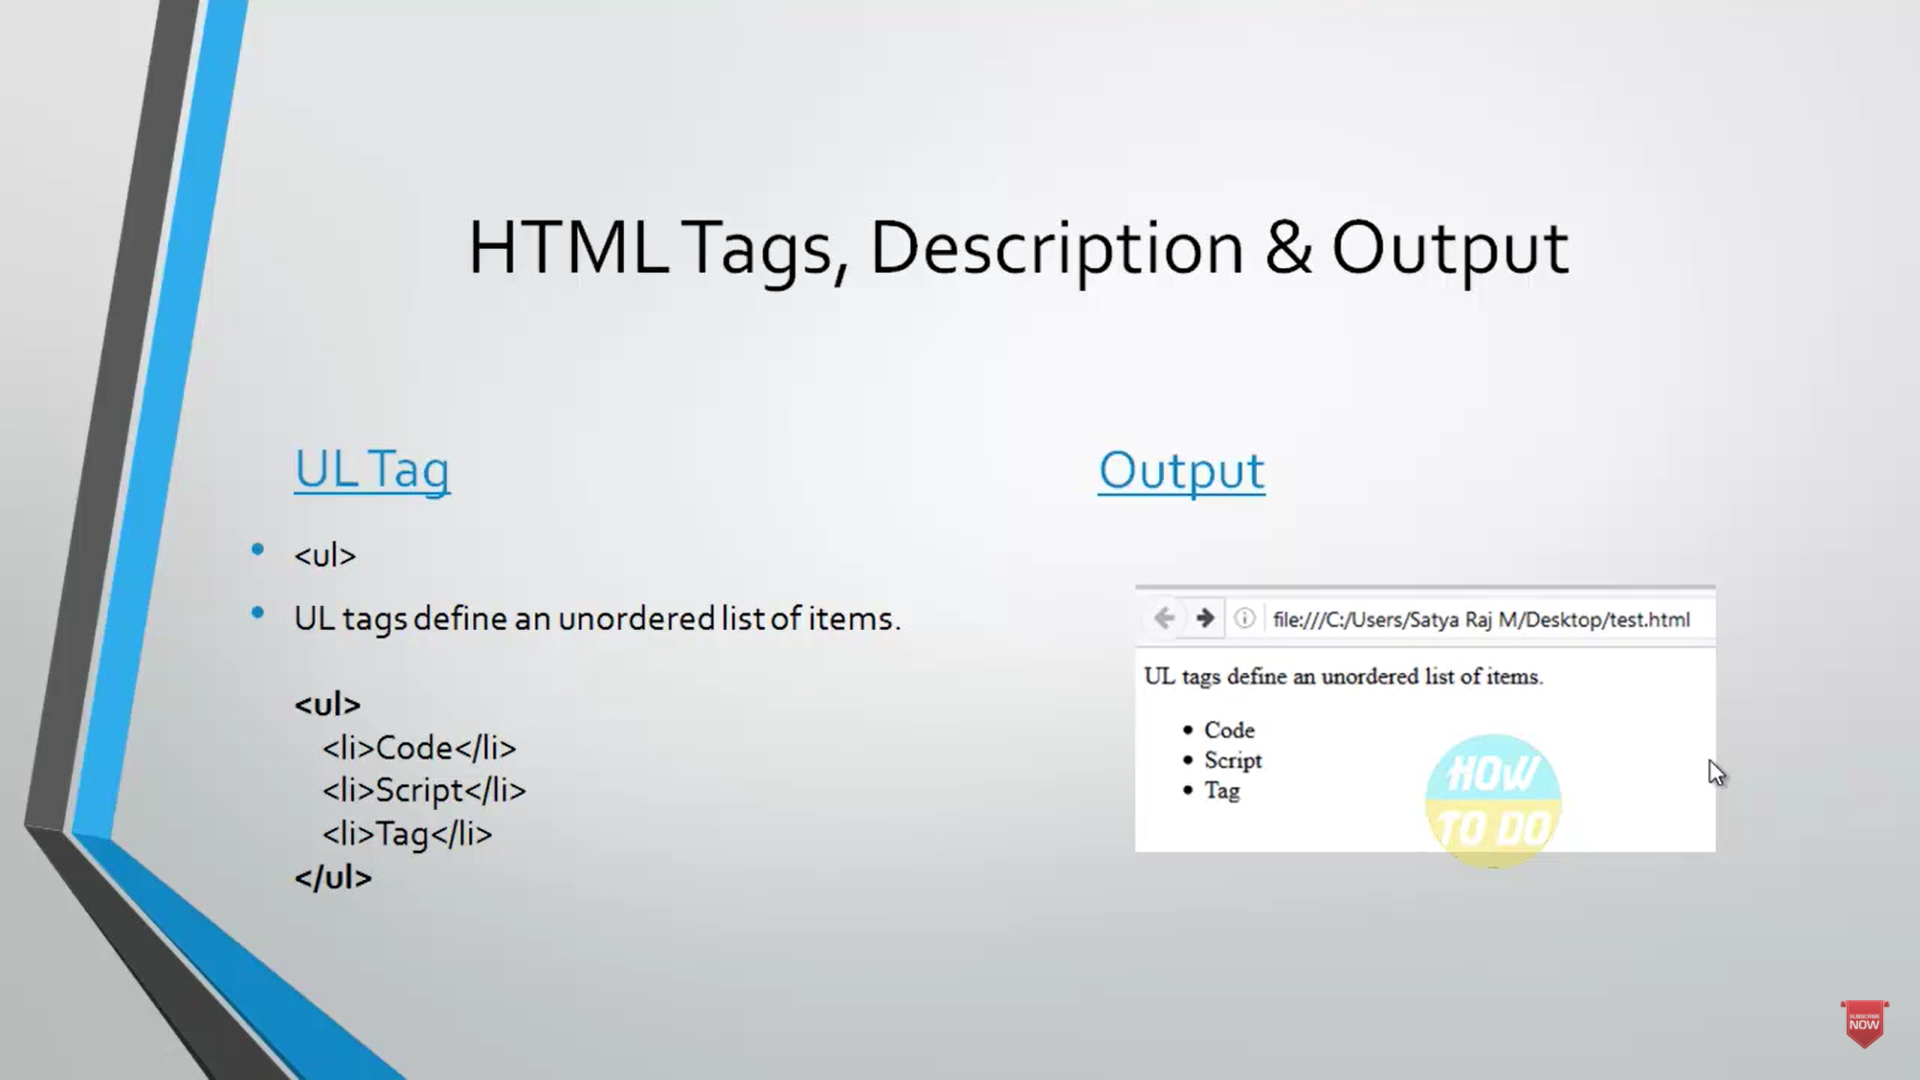 HTML Tags, Description & Output
UL Tag
<ul>
UL tags define an unordered list of items.
<ul>
<li>Code</li>
<li>Script</li>
<li>Tag</li>
</ul>
Output
file:///C:/Users/Satya Raj M/Desktop/test.html
UL tags define an unordered list of items.
Code
Script
Tag
HOW
TO DO
SUBSCRIBE
NOW